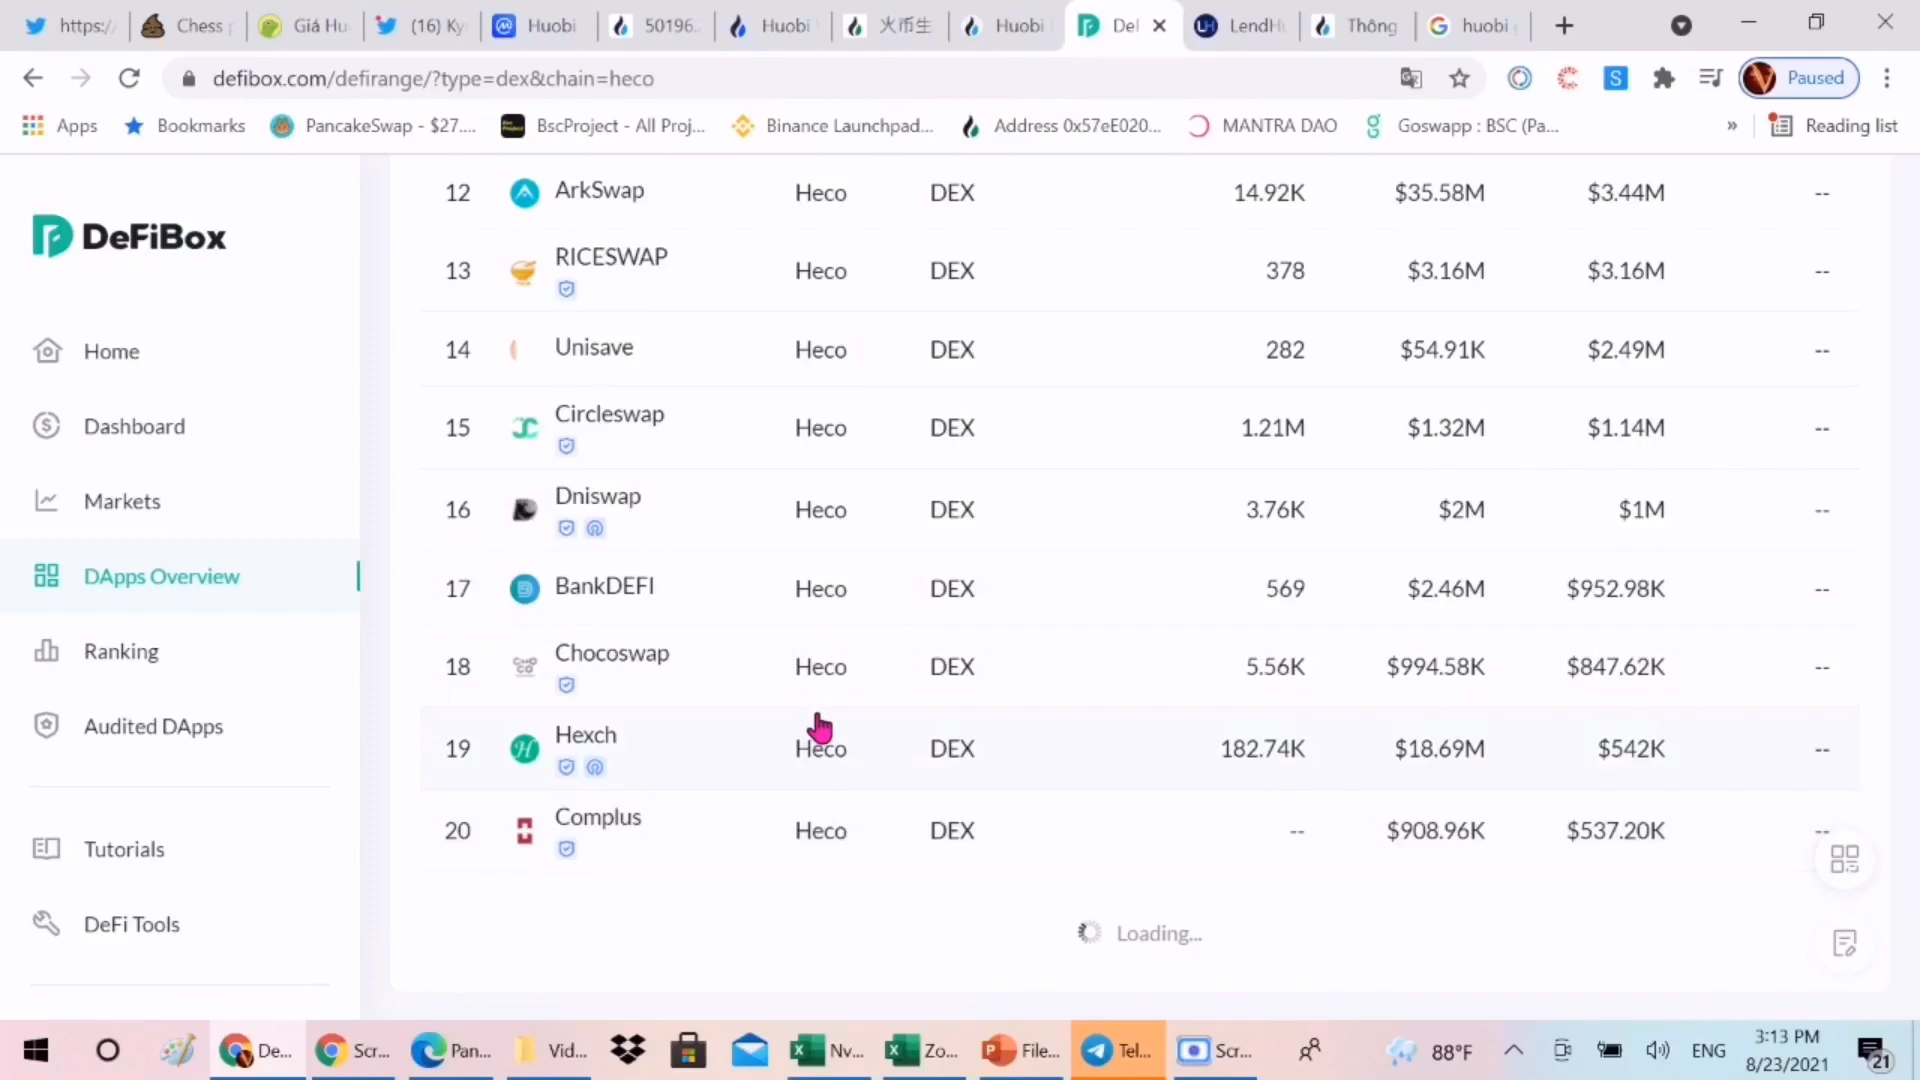 https:/
Chess p
Giá Hu
(16) Ky
Huobi
50196.
Huobi
火币生
Huobi
Def
LendHu
Thông
huobi
defibox.com/defirange/?type=dex&chain=heco
Paused
Apps
Bookmarks
PancakeSwap - $27....
BscProject - All Proj...
Binance Launchpad...
Address 0x57eE020...
MANTRA DAO
Goswapp : BSC (Pa...
»
Reading list
DeFiBox
Home
Dashboard
Markets
DApps Overview
Ranking
Audited DApps
Tutorials
DeFi Tools
12 ArkSwap Heco DEX 14.92K $35.58M $3.44M --
13 RICESWAP Heco DEX 378 $3.16M $3.16M --
14 Unisave Heco DEX 282 $54.91K $2.49M --
15 Circleswap Heco DEX 1.21M $1.32M $1.14M --
16 Dniswap Heco DEX 3.76K $2M $1M --
17 BankDEFI Heco DEX 569 $2.46M $952.98K --
18 Chocoswap Heco DEX 5.56K $994.58K $847.62K --
19 Hexch Heco DEX 182.74K $18.69M $542K --
20 Complus Heco DEX -- $908.96K $537.20K --
Loading...
De...
Scr...
Pan...
Vid...
Nv...
Zo...
File...
Tel...
Scr...
88°F
ENG
3:13 PM
8/23/2021
21